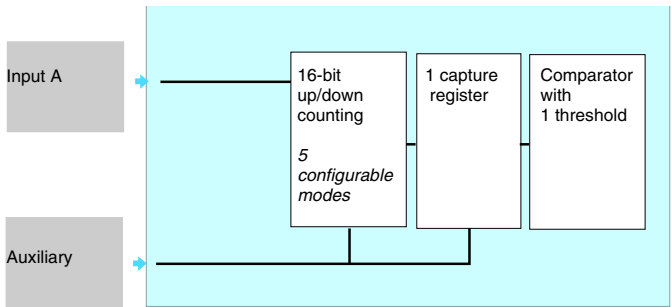 Input A
16-bit
up/down
counting
5
configurable
modes
1 capture
register
Comparator
with
1 threshold
Auxiliary